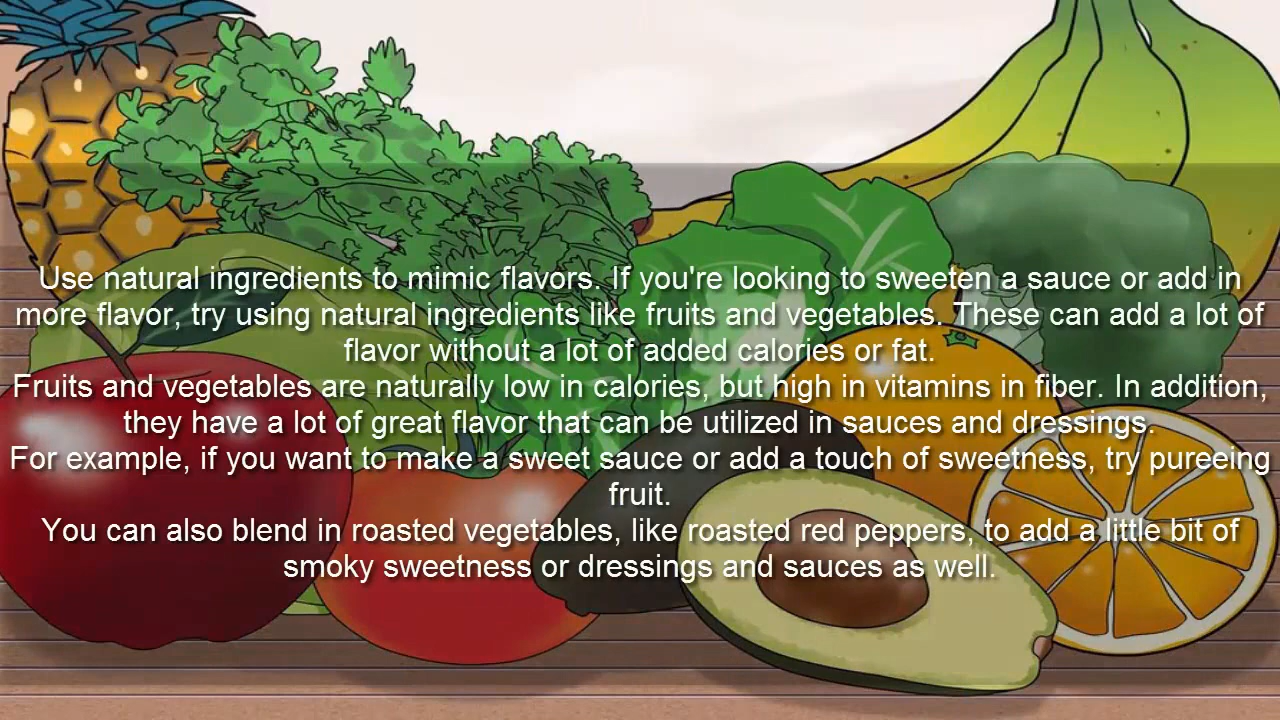 Use natural ingredients to mimic flavors. If you're looking to sweeten a sauce or add in
more flavor, try using natural ingredients like fruits and vegetables. These can add a lot of
flavor without a lot of added calories or fat.
Fruits and vegetables are naturally low in calories, but high in vitamins in fiber. In addition,
they have a lot of great flavor that can be utilized in sauces and dressings.
For example, if you want to make a sweet sauce or add a touch of sweetness, try pureeing
fruit.
You can also blend in roasted vegetables, like roasted red peppers, to add a little bit of
smoky sweetness or dressings and sauces as well.